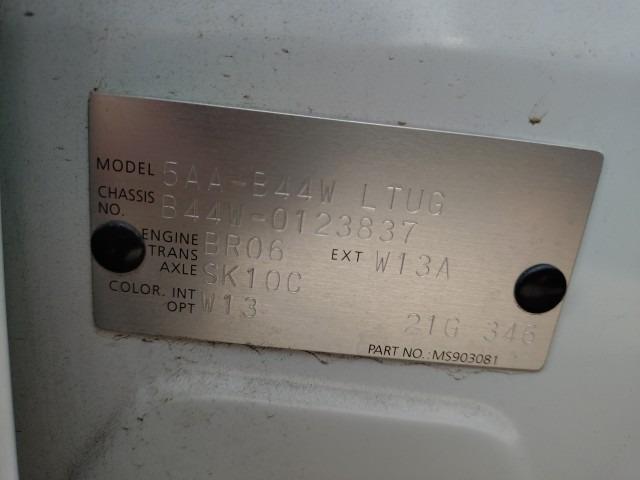 MODEL 5AA-B44W LTUG
CHASSIS NO. B44W-0123837
ENGINE BR06 EXT W13A
TRANS AXLE SK10C
COLOR. INT
OPT W13
21G 346
PART NO.: MS903081